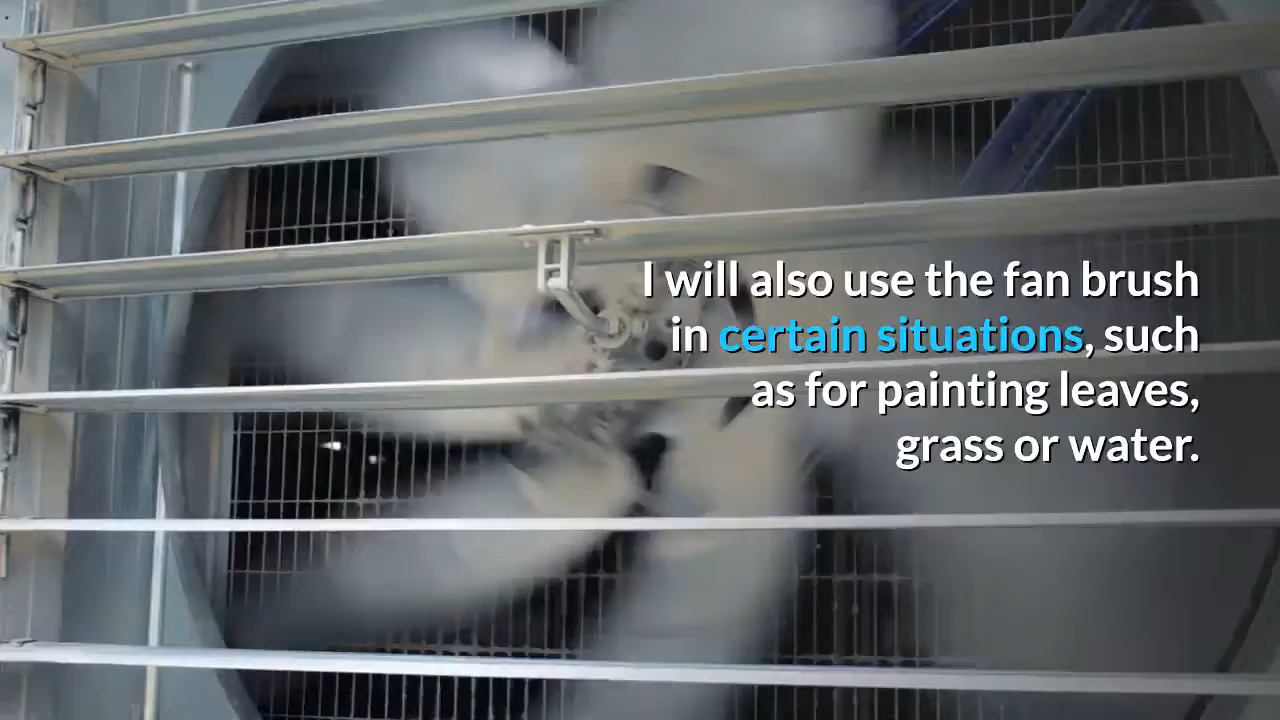 I will also use the fan brush
in certain situations, such
as for painting leaves,
grass or water.